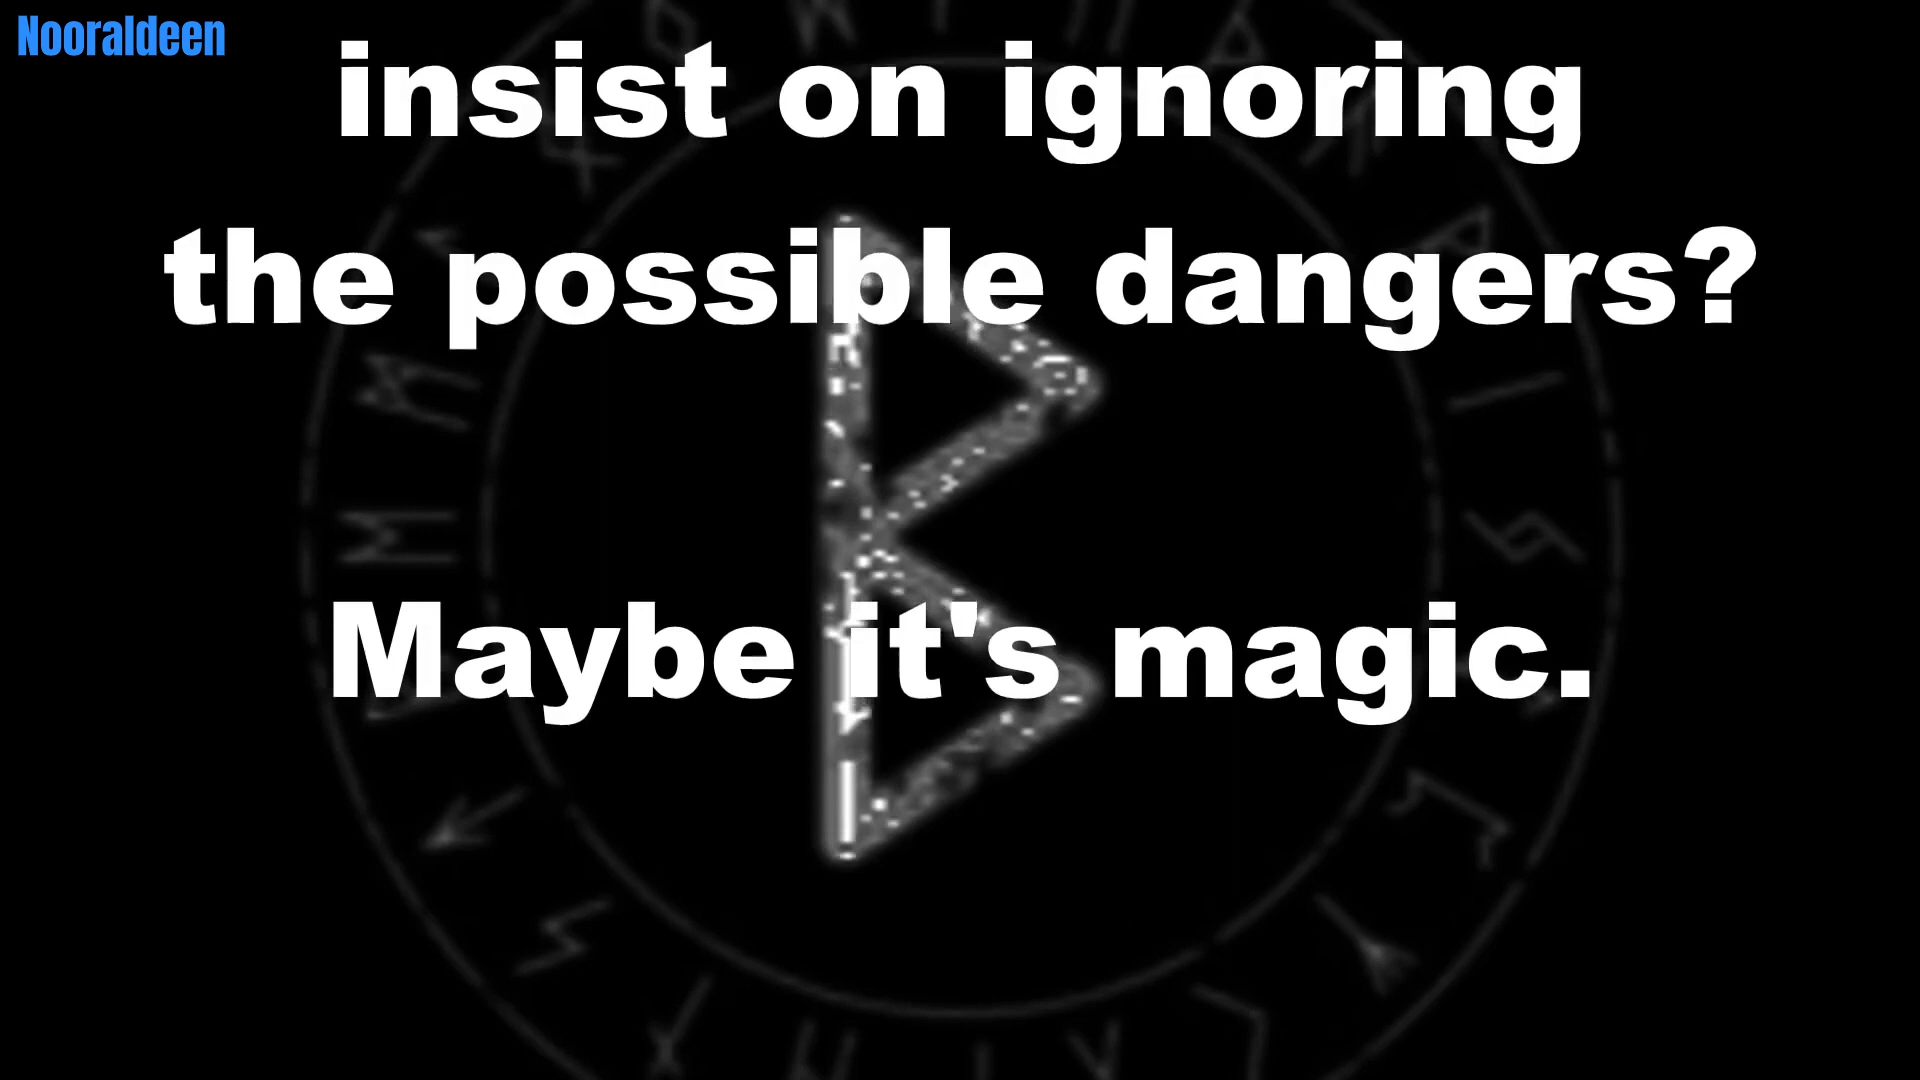 Nooraldeen
insist on ignoring
the possible dangers?
Maybe it's magic.